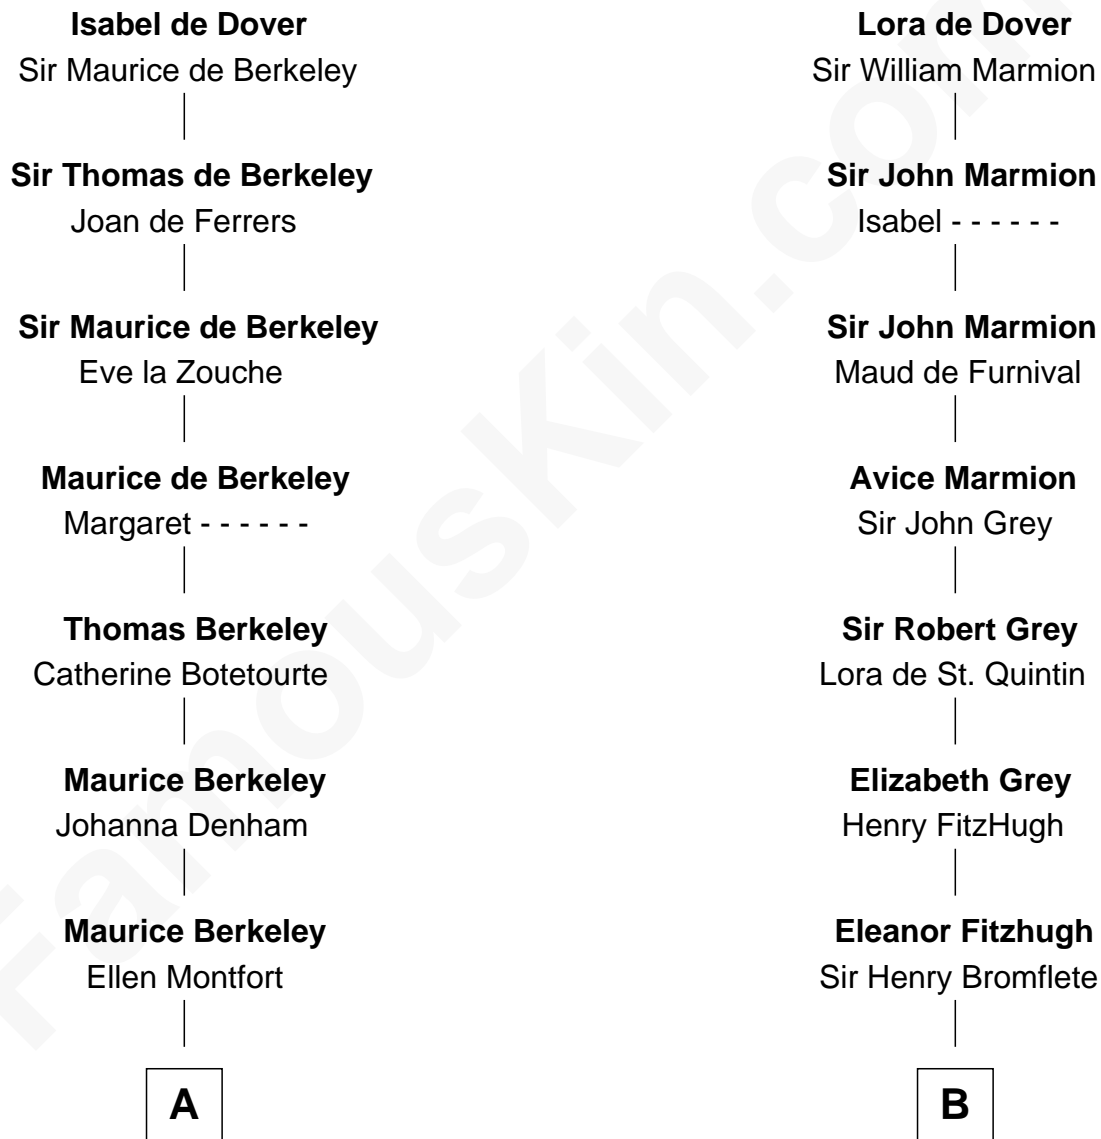 Isabel de Dover
Sir Maurice de Berkeley
Sir Thomas de Berkeley
Joan de Ferrers
Sir Maurice de Berkeley
Eve la Zouche
Maurice de Berkeley
Margaret - - - - - -
Thomas Berkeley
Catherine Botetourte
Maurice Berkeley
Johanna Denham
Maurice Berkeley
Ellen Montfort
A
Lora de Dover
Sir William Marmion
Sir John Marmion
Isabel - - - - - -
Sir John Marmion
Maud de Furnival
Avice Marmion
Sir John Grey
Sir Robert Grey
Lora de St. Quintin
Elizabeth Grey
Henry FitzHugh
Eleanor Fitzhugh
Sir Henry Bromflete
B
FamousKin.com